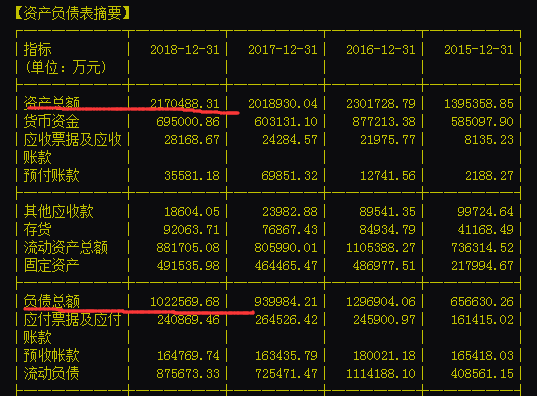 【资产负债表摘要】
指标 2018-12-31 2017-12-31 2016-12-31 2015-12-31
(单位：万元)
资产总额 2170488.31 2018930.04 2301728.79 1395358.85
货币资金 695000.86 603131.10 877213.38 585097.90
应收票据及应收 28168.67 24284.57 21975.77 8135.23
账款
预付账款 35581.18 69851.32 12741.56 2188.27
其他应收款 18604.05 23982.88 89541.35 99724.64
存货 92063.71 76867.43 84934.79 41168.49
流动资产总额 881705.08 805990.01 1105388.27 736314.52
固定资产 491535.98 464465.47 486977.51 217994.67
负债总额 1022569.68 939984.21 1296904.06 656630.26
应付票据及应付 240869.46 264526.42 245900.97 161415.02
账款
预收帐款 164769.74 163435.79 180021.18 165418.03
流动负债 875673.33 725471.47 1114188.10 408561.15